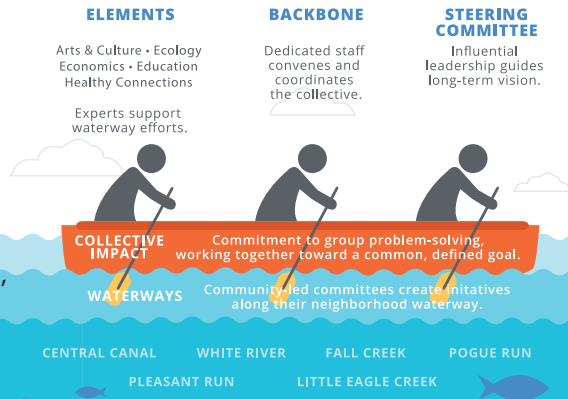 ELEMENTS
Arts & Culture • Ecology
Economics • Education
Healthy Connections
Experts support
waterway efforts.
BACKBONE
Dedicated staff
convenes and
coordinates
the collective.
STEERING
COMMITTEE
Influential
leadership guides
long-term vision.
COLLECTIVE
IMPACT
Commitment to group problem-solving,
working together toward a common, defined goal.
,
WATERWAYS
Community-led committees create initatives
along their neighborhood waterway.
CENTRAL CANAL
WHITE RIVER
FALL CREEK
POGUE RUN
PLEASANT RUN
LITTLE EAGLE CREEK